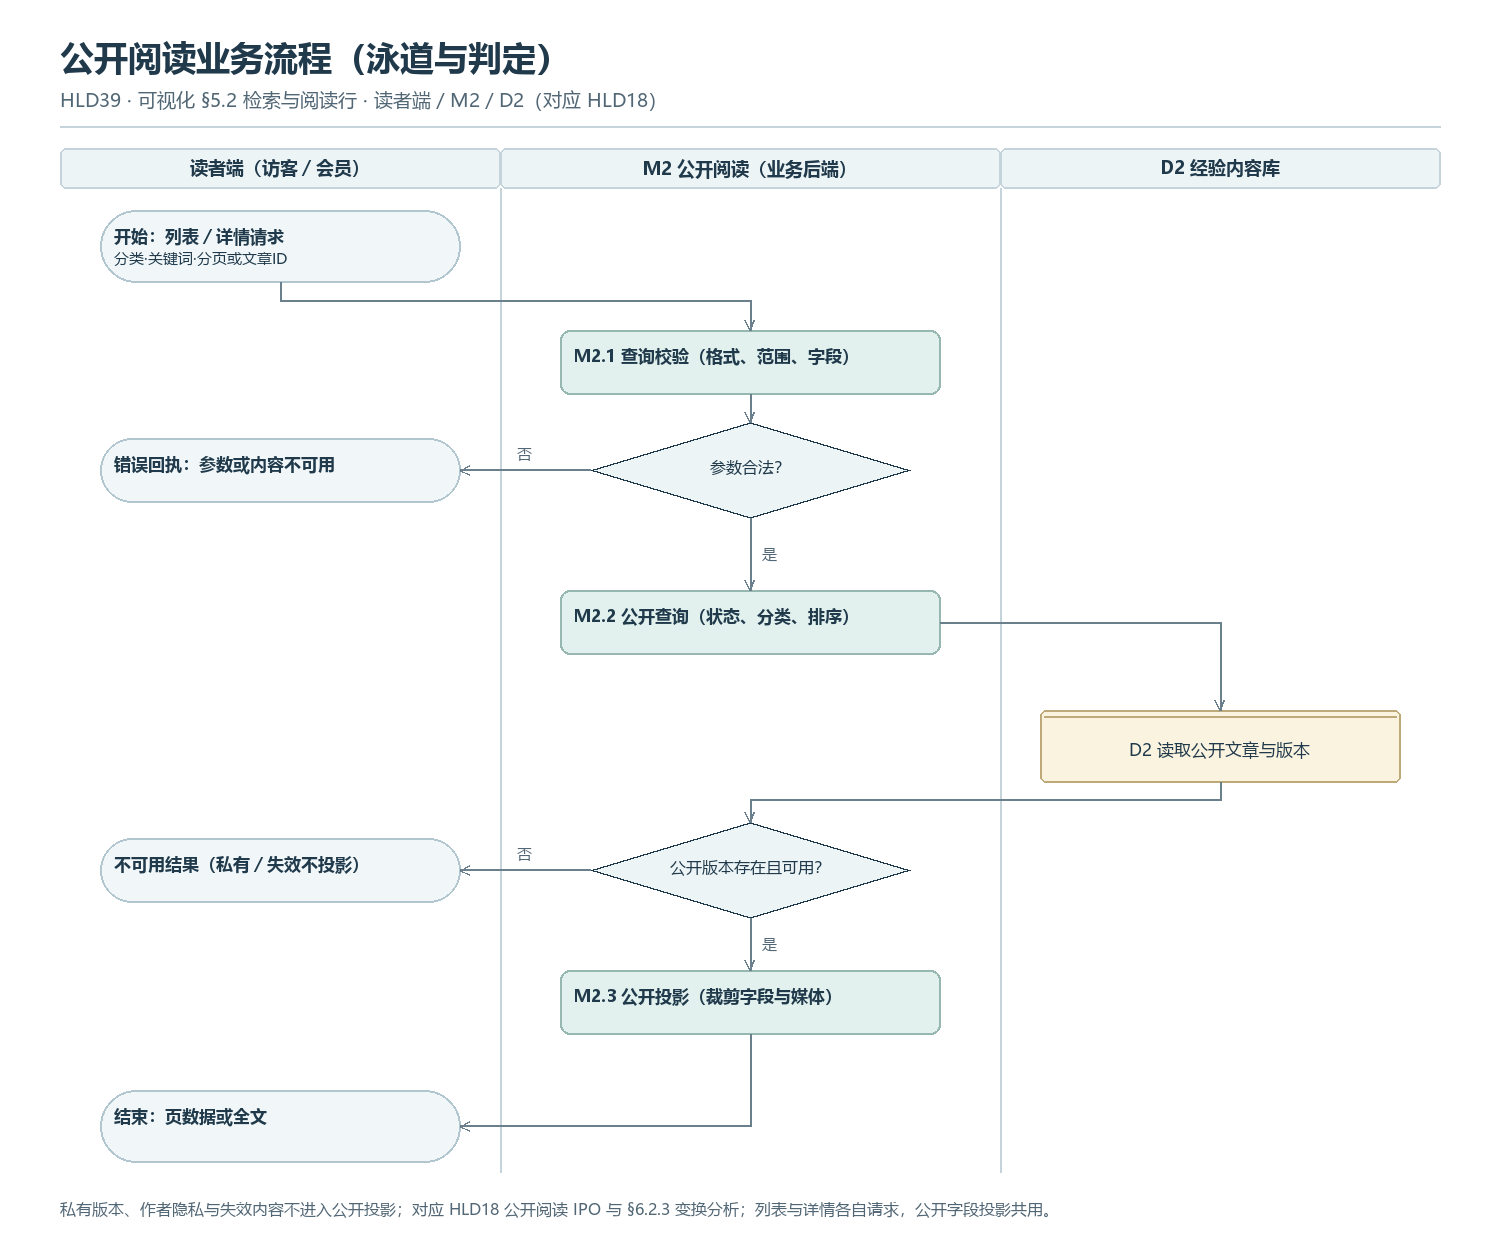 公开阅读业务流程（泳道与判定）
HLD39 · 可视化 §5.2 检索与阅读行 · 读者端 / M2 / D2（对应 HLD18）
读者端（访客 / 会员）
M2 公开阅读（业务后端）
D2 经验内容库
开始：列表 / 详情请求
分类·关键词·分页或文章ID
M2.1 查询校验（格式、范围、字段）
错误回执：参数或内容不可用
否
参数合法？
是
M2.2 公开查询（状态、分类、排序）
D2 读取公开文章与版本
不可用结果（私有 / 失效不投影）
否
公开版本存在且可用？
是
M2.3 公开投影（裁剪字段与媒体）
结束：页数据或全文
私有版本、作者隐私与失效内容不进入公开投影；对应 HLD18 公开阅读 IPO 与 §6.2.3 变换分析；列表与详情各自请求，公开字段投影共用。